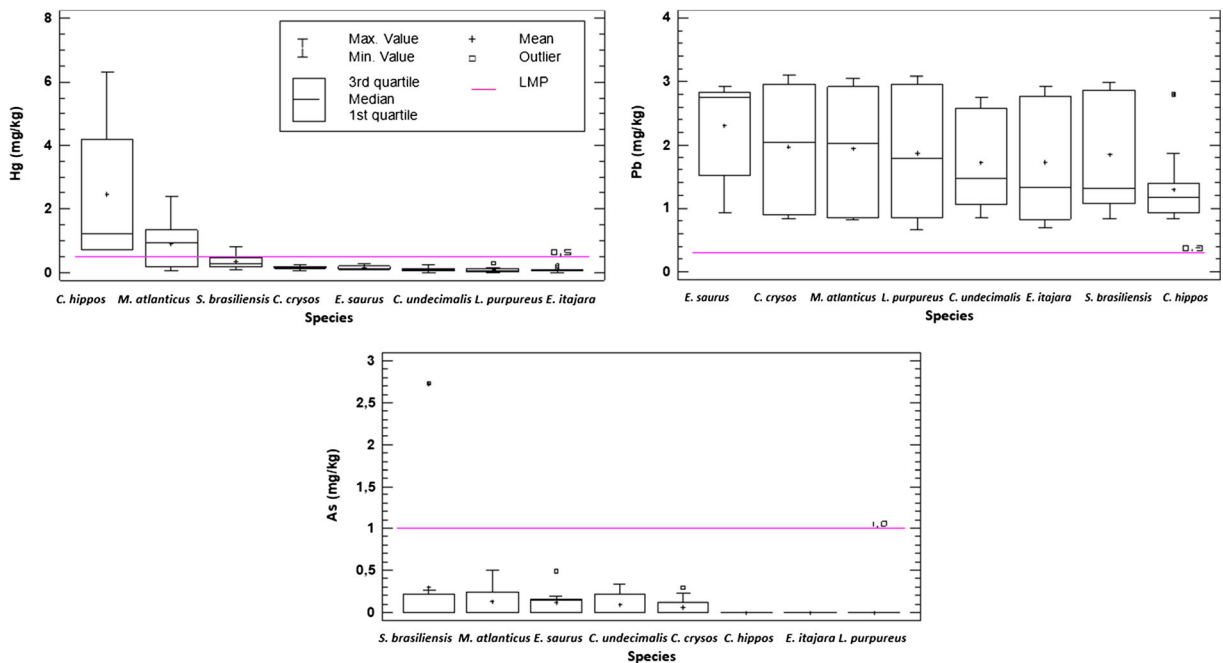 8
6
4
2
0
Hg (mg/kg)
Max. Value
Min. Value
3rd quartile
Median
1st quartile
Mean
Outlier
LMP
0,5
C. hippos M. atlanticus S. brasiliensis C. crysos E. saurus C. undecimalis L. purpureus E. itajara
Species
4
3
2
1
0
Pb (mg/kg)
0,3
E. saurus C. crysos M. atlanticus L. purpureus C. undecimalis E. itajara S. brasiliensis C. hippos
Species
3
2,5
2
1,5
1
0,5
0
As (mg/kg)
1,0
S. brasiliensis M. atlanticus E. saurus C. undecimalis C. crysos C. hippos E. itajara L. purpureus
Species